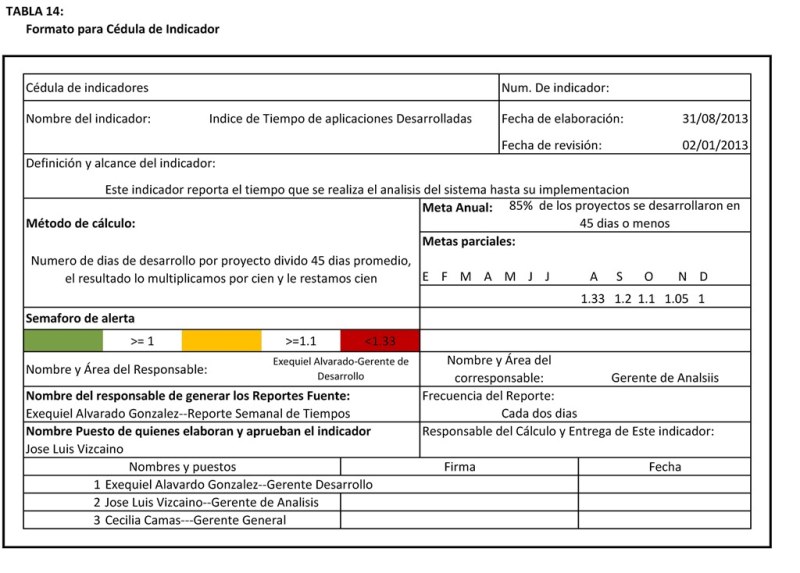 TABLA 14:
Formato para Cédula de Indicador
Cédula de indicadores
Num. De indicador:
Nombre del indicador: Indice de Tiempo de aplicaciones Desarrolladas
Fecha de elaboración: 31/08/2013
Fecha de revisión: 02/01/2013
Definición y alcance del indicador:
Este indicador reporta el tiempo que se realiza el analisis del sistema hasta su implementacion
Método de cálculo:
Numero de dias de desarrollo por proyecto divido 45 dias promedio,
el resultado lo multiplicamos por cien y le restamos cien
Meta Anual: 85% de los proyectos se desarrollaron en
45 dias o menos
Metas parciales:
E F M A M J J A S O N D
1.33 1.2 1.1 1.05 1
Semaforo de alerta
>= 1 >=1.1 <1.33
Nombre y Área del Responsable: Exequiel Alvarado-Gerente de
Desarrollo
Nombre y Área del
corresponsable: Gerente de Analsiis
Nombre del responsable de generar los Reportes Fuente:
Exequiel Alvarado Gonzalez--Reporte Semanal de Tiempos
Frecuencia del Reporte:
Cada dos dias
Nombre Puesto de quienes elaboran y aprueban el indicador
Jose Luis Vizcaino
Responsable del Cálculo y Entrega de Este indicador:
Nombres y puestos Firma Fecha
1 Exequiel Alavardo Gonzalez--Gerente Desarrollo
2 Jose Luis Vizcaino--Gerente de Analisis
3 Cecilia Camas---Gerente General